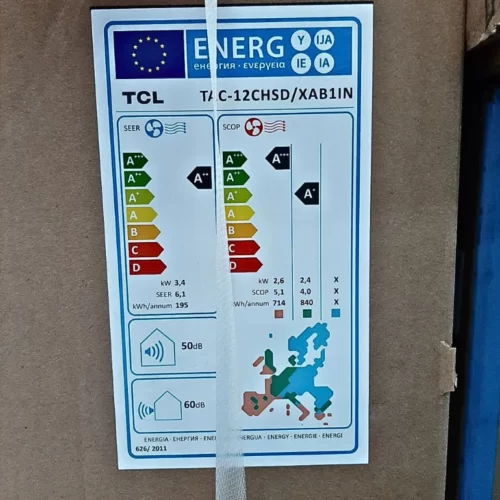 ENERG
енергия · ενεργεια
Y IJA
IE IA
TCL
TAC-12CHSD/XAB1IN
SEER
A+++
A++
A+
A
B
C
D
A++
kW 3,4
SEER 6,1
kWh/annum 195
SCOP
A+++
A++
A+
A
B
C
D
A+++
A+
kW 2,6 2,4 X
SCOP 5,1 4,0 X
kWh/annum 714 840 X
50dB
60dB
ENERGIA · ЕНЕРГИЯ · ΕΝΕΡ
ENERGIJA · ENERGY · ENERGIE · ENERGI
626/ 2011